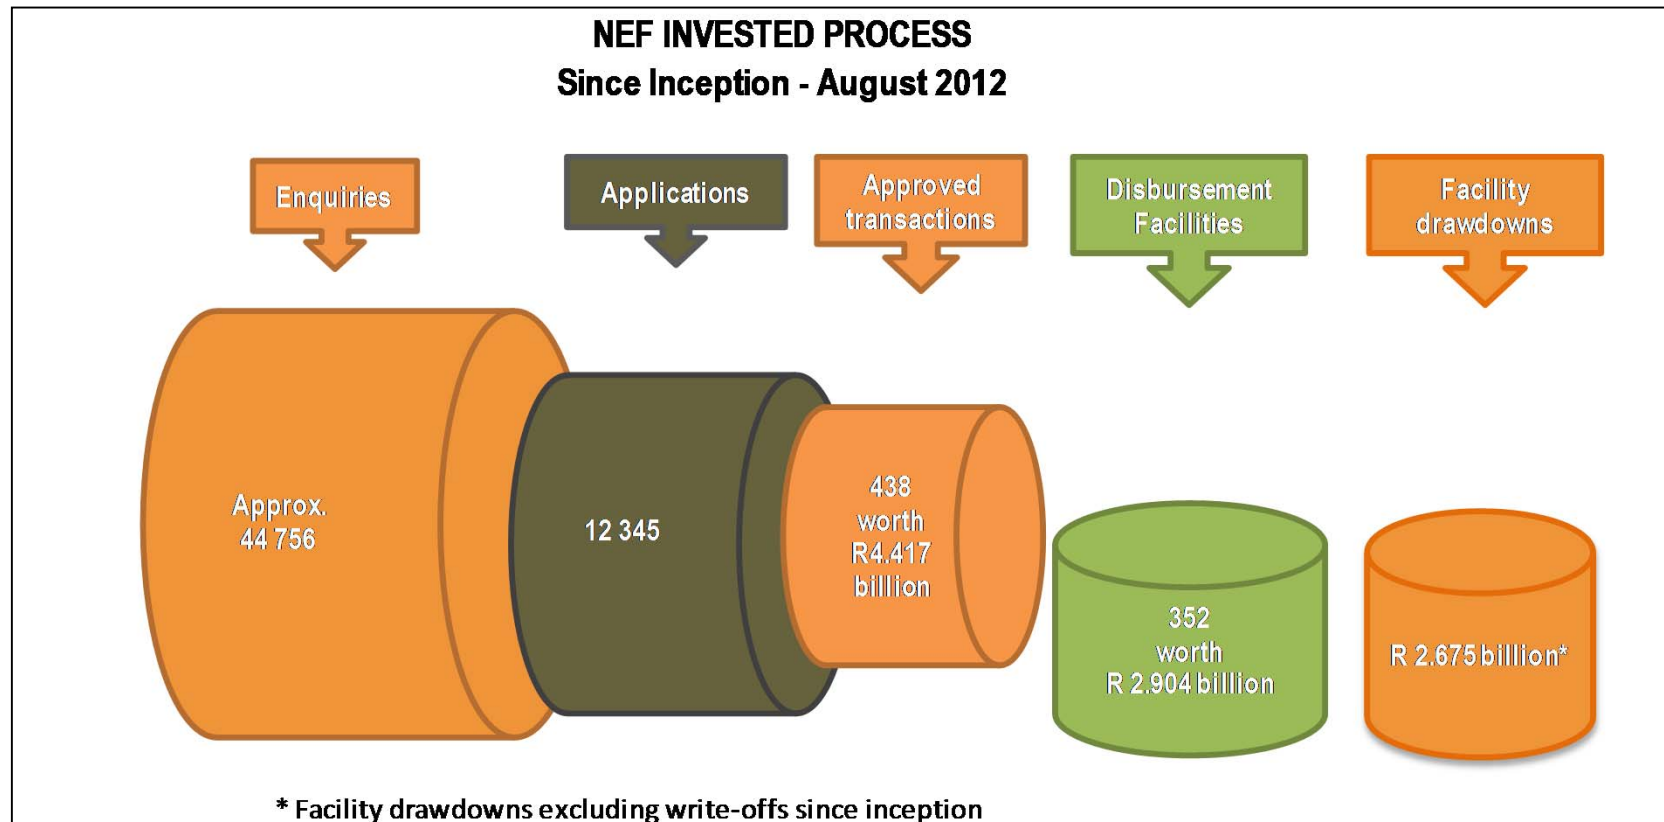 NEF INVESTED PROCESS
Since Inception - August 2012
Enquiries
Applications
Approved
transactions
Disbursement
Facilities
Facility
drawdowns
Approx.
44 756
12 345
438
worth
R4.417
billion
352
worth
R 2.904 billion
R 2.675 billion*
* Facility drawdowns excluding write-offs since inception